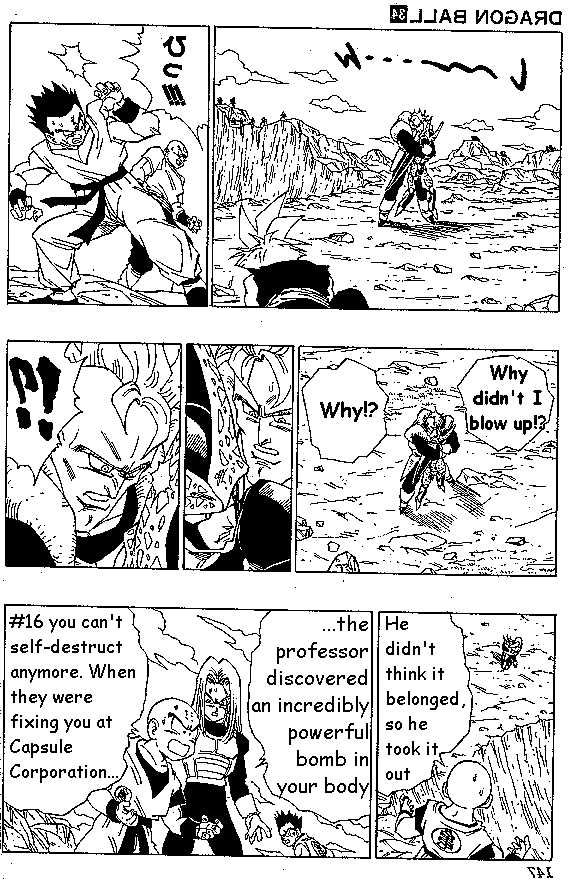 DRAGON BALL 34
ひっ!!!
!!
Why!?
Why
didn't I
blow up!?
#16 you can't
self-destruct
anymore. When
they were
fixing you at
Capsule
Corporation...
...the
professor
discovered
an incredibly
powerful
bomb in
your body
He
didn't
think it
belonged,
so he
took it
out
147